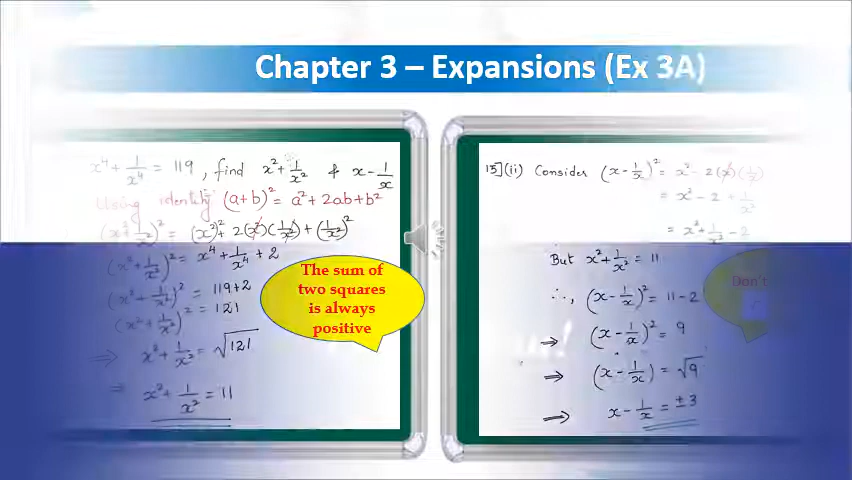 Chapter 3 – Expansions (Ex 3A)
x⁴ + 1/x⁴ = 119, find x² + 1/x² & x - 1/x
Using identity (a+b)² = a² + 2ab + b²
(x² + 1/x²)² = (x²)² + 2(x²)(1/x²) + (1/x²)²
(x² + 1/x²)² = x⁴ + 1/x⁴ + 2
(x² + 1/x²)² = 119+2
(x² + 1/x²)² = 121
⇒ x² + 1/x² = √121
⇒ x² + 1/x² = 11
The sum of
two squares
is always
positive
15](ii) Consider (x - 1/x)² = x² - 2(x)(1/x)
= x² - 2 + 1/x²
= x² + 1/x² - 2
But x² + 1/x² = 11
∴, (x - 1/x)² = 11 - 2
⇒ (x - 1/x)² = 9
⇒ (x - 1/x) = √9
⇒ x - 1/x = ±3
Don't